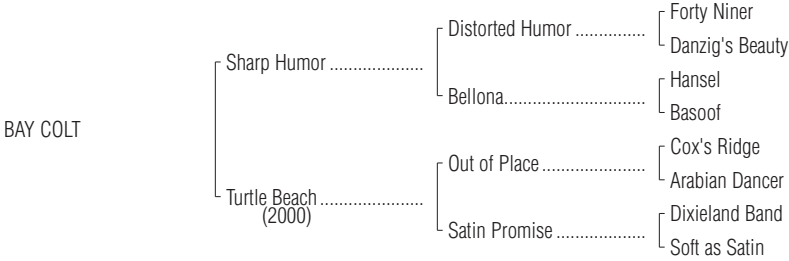 Forty Niner
Distorted Humor ...............
Danzig's Beauty
Sharp Humor ....................
Hansel
Bellona..............................
Basoof
BAY COLT
Cox's Ridge
Out of Place ......................
Arabian Dancer
Turtle Beach ......................
(2000)
Dixieland Band
Satin Promise ...................
Soft as Satin